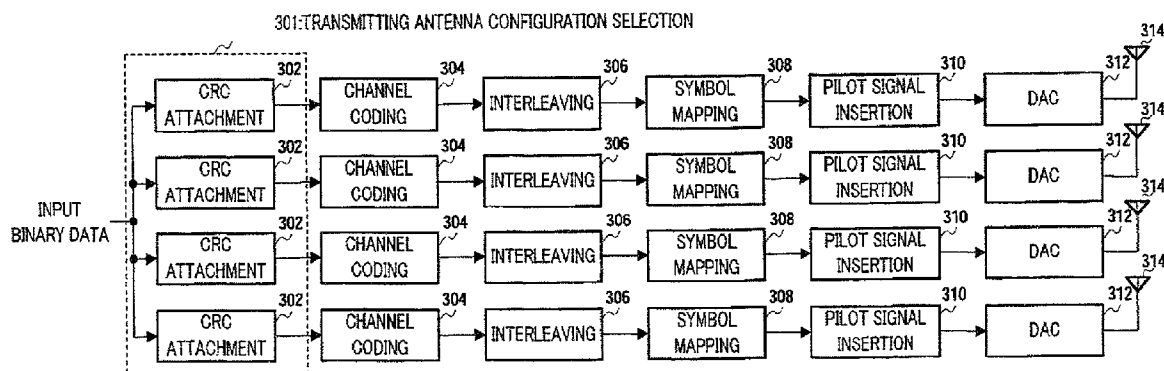 301:TRANSMITTING ANTENNA CONFIGURATION SELECTION
302 304 306 308 310 312 314
CRC ATTACHMENT
CHANNEL CODING
INTERLEAVING
SYMBOL MAPPING
PILOT SIGNAL INSERTION
DAC
302 304 306 308 310 312 314
CRC ATTACHMENT
CHANNEL CODING
INTERLEAVING
SYMBOL MAPPING
PILOT SIGNAL INSERTION
DAC
INPUT BINARY DATA
302 304 306 308 310 312 314
CRC ATTACHMENT
CHANNEL CODING
INTERLEAVING
SYMBOL MAPPING
PILOT SIGNAL INSERTION
DAC
302 304 306 308 310 312 314
CRC ATTACHMENT
CHANNEL CODING
INTERLEAVING
SYMBOL MAPPING
PILOT SIGNAL INSERTION
DAC